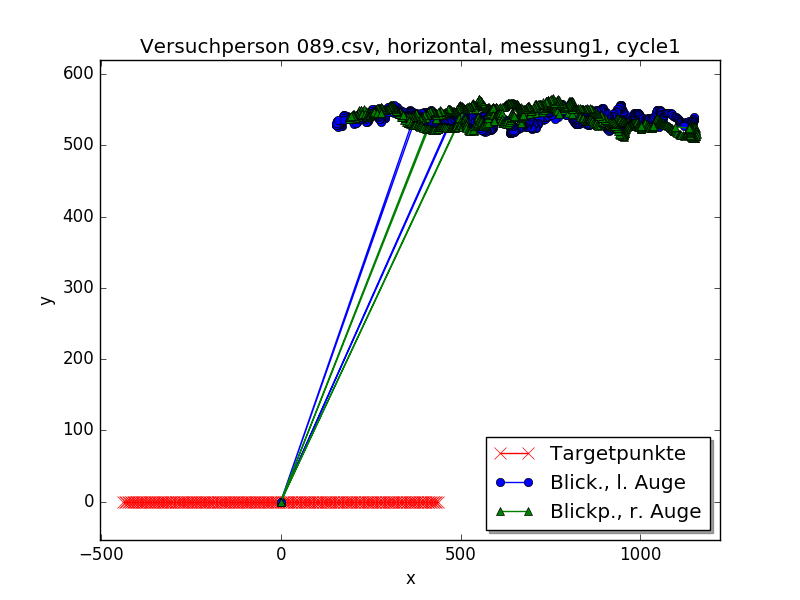 Versuchperson 089.csv, horizontal, messung1, cycle1
600
500
400
300
200
100
0
y
−500 0 500 1000
x
Targetpunkte
Blick., l. Auge
Blickp., r. Auge